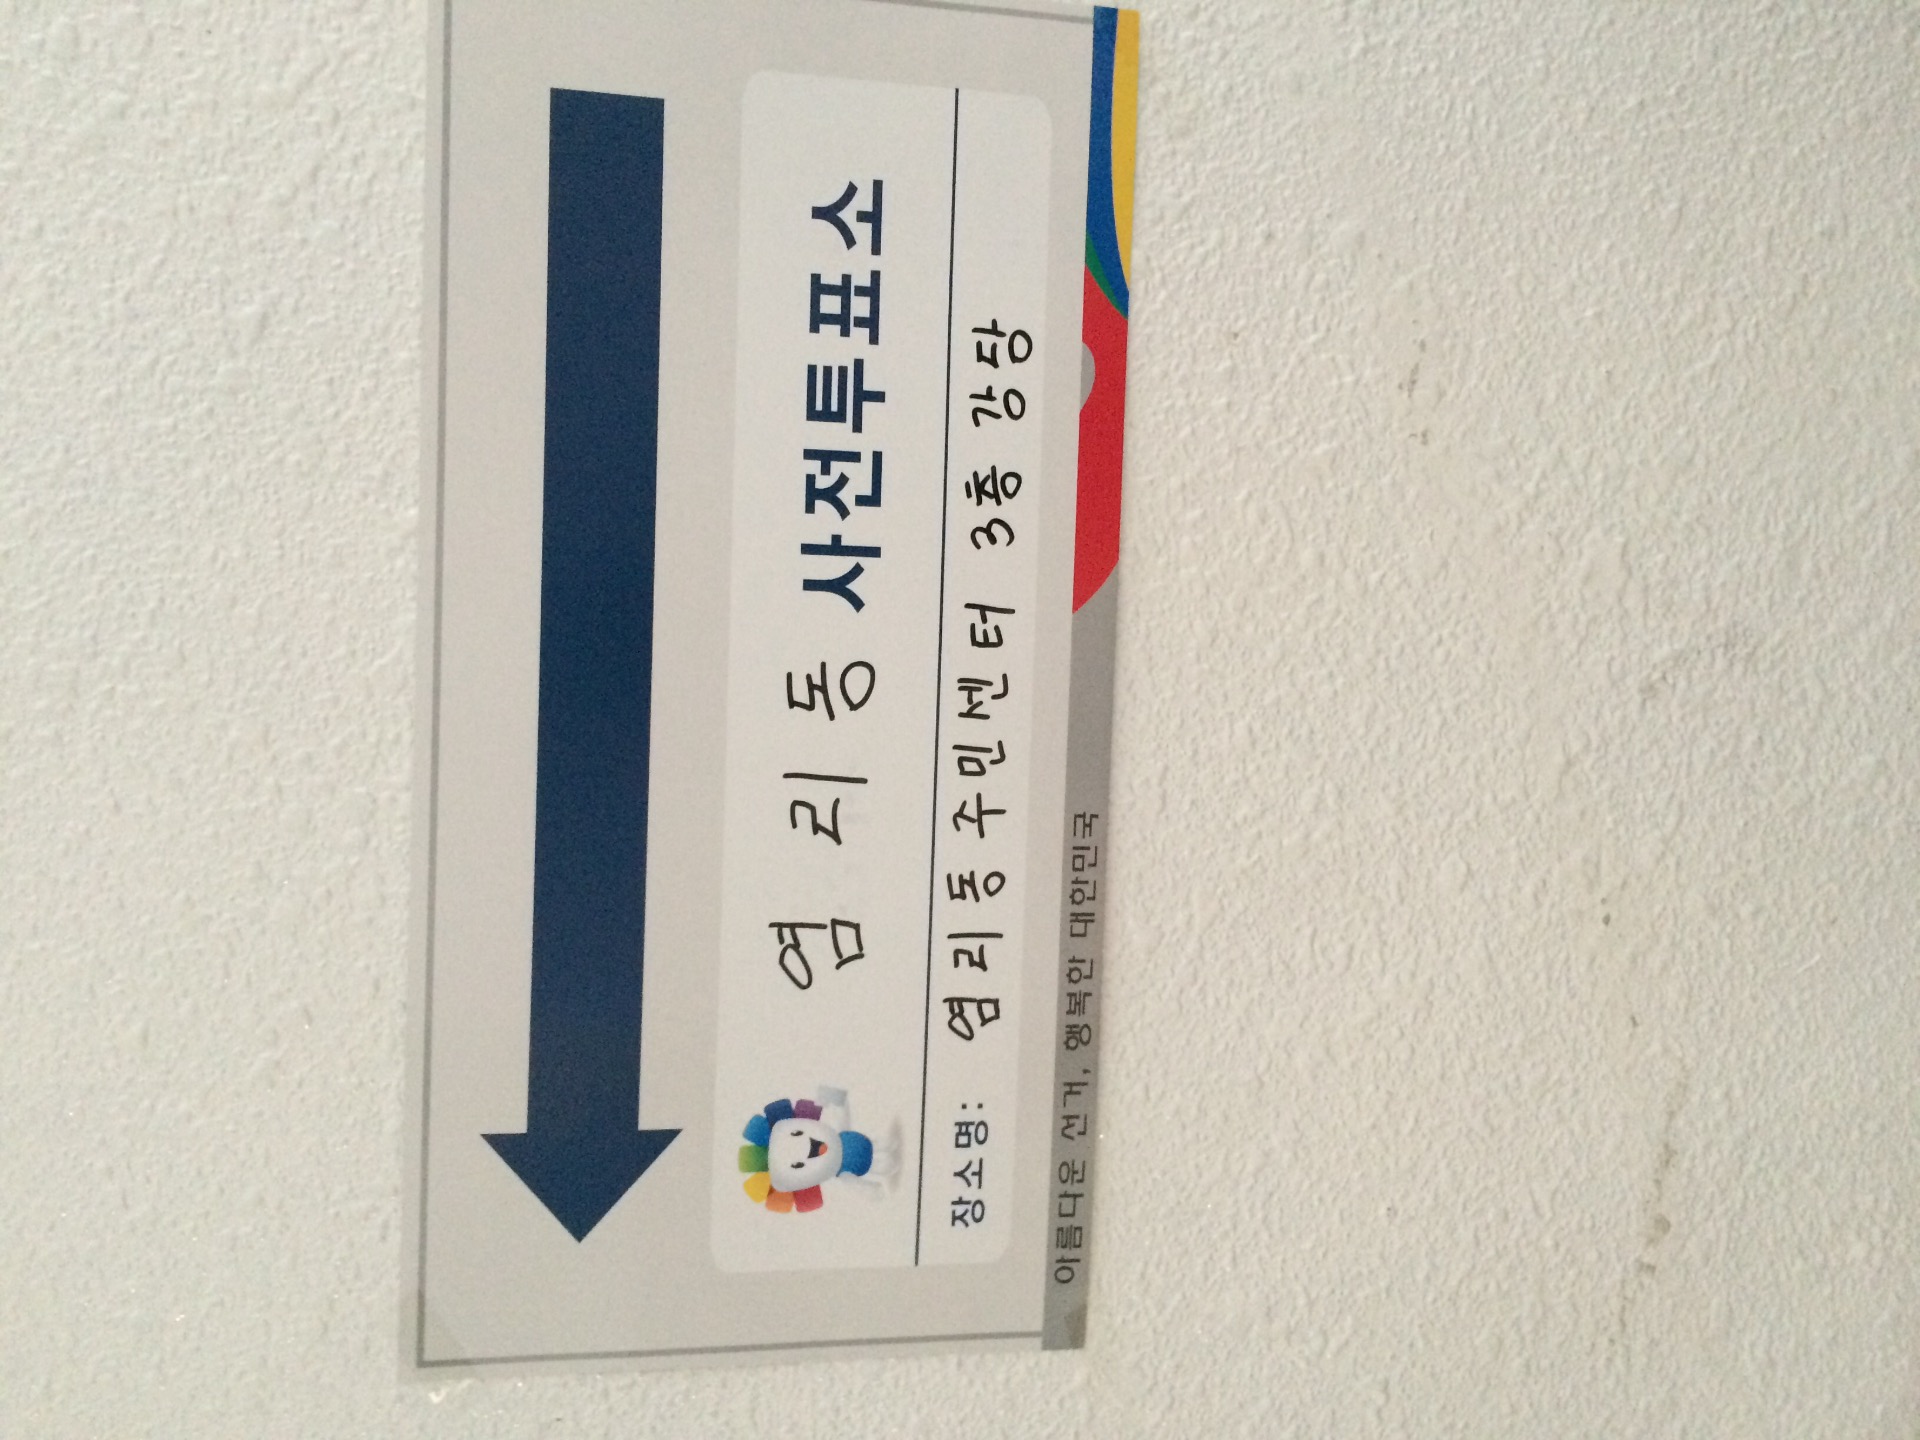 염리동 사전투표소
장소명: 염리동주민센터 3층 강당
아름다운 선거, 행복한 대한민국